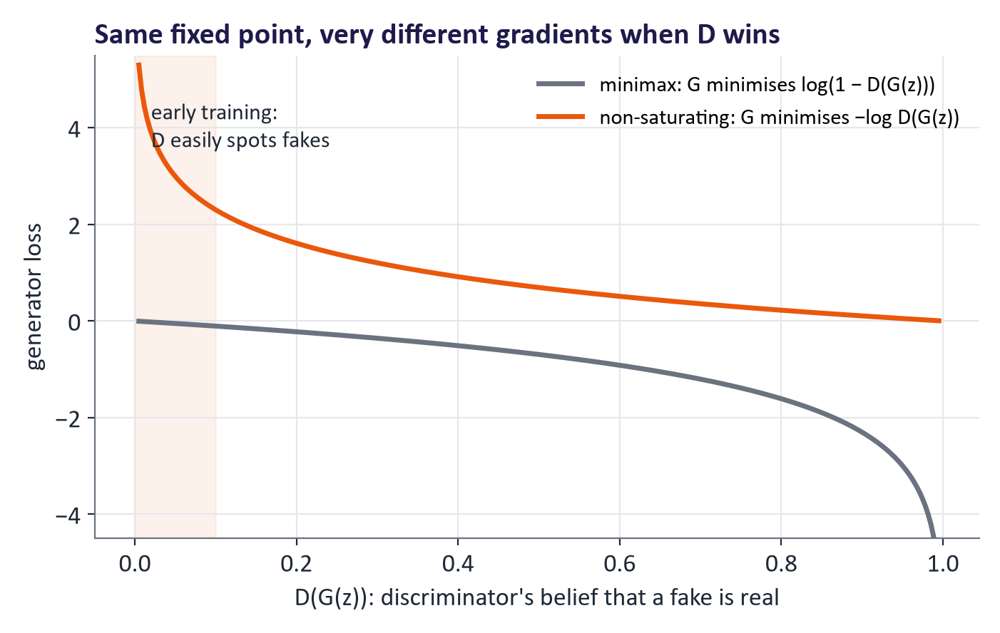 Same fixed point, very different gradients when D wins
minimax: G minimises log(1 − D(G(z)))
non-saturating: G minimises −log D(G(z))
early training:
D easily spots fakes
generator loss
4
2
0
−2
−4
0.0 0.2 0.4 0.6 0.8 1.0
D(G(z)): discriminator's belief that a fake is real